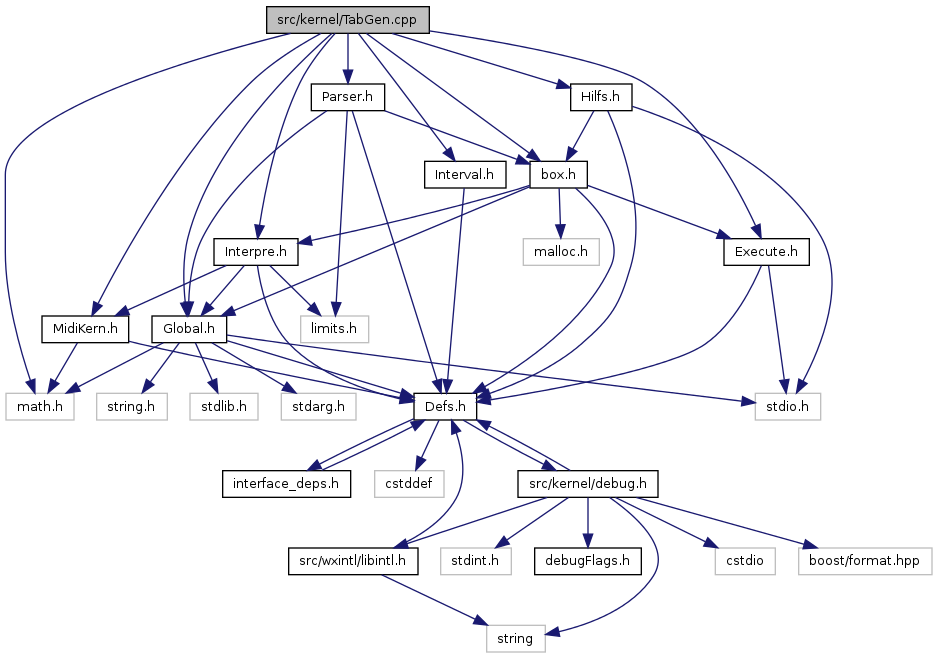 src/kernel/TabGen.cpp
Parser.h
Hilfs.h
Interval.h
box.h
Interpre.h
malloc.h
Execute.h
MidiKern.h
Global.h
limits.h
math.h
string.h
stdlib.h
stdarg.h
Defs.h
stdio.h
interface_deps.h
cstddef
src/kernel/debug.h
src/wxintl/libintl.h
stdint.h
debugFlags.h
cstdio
boost/format.hpp
string